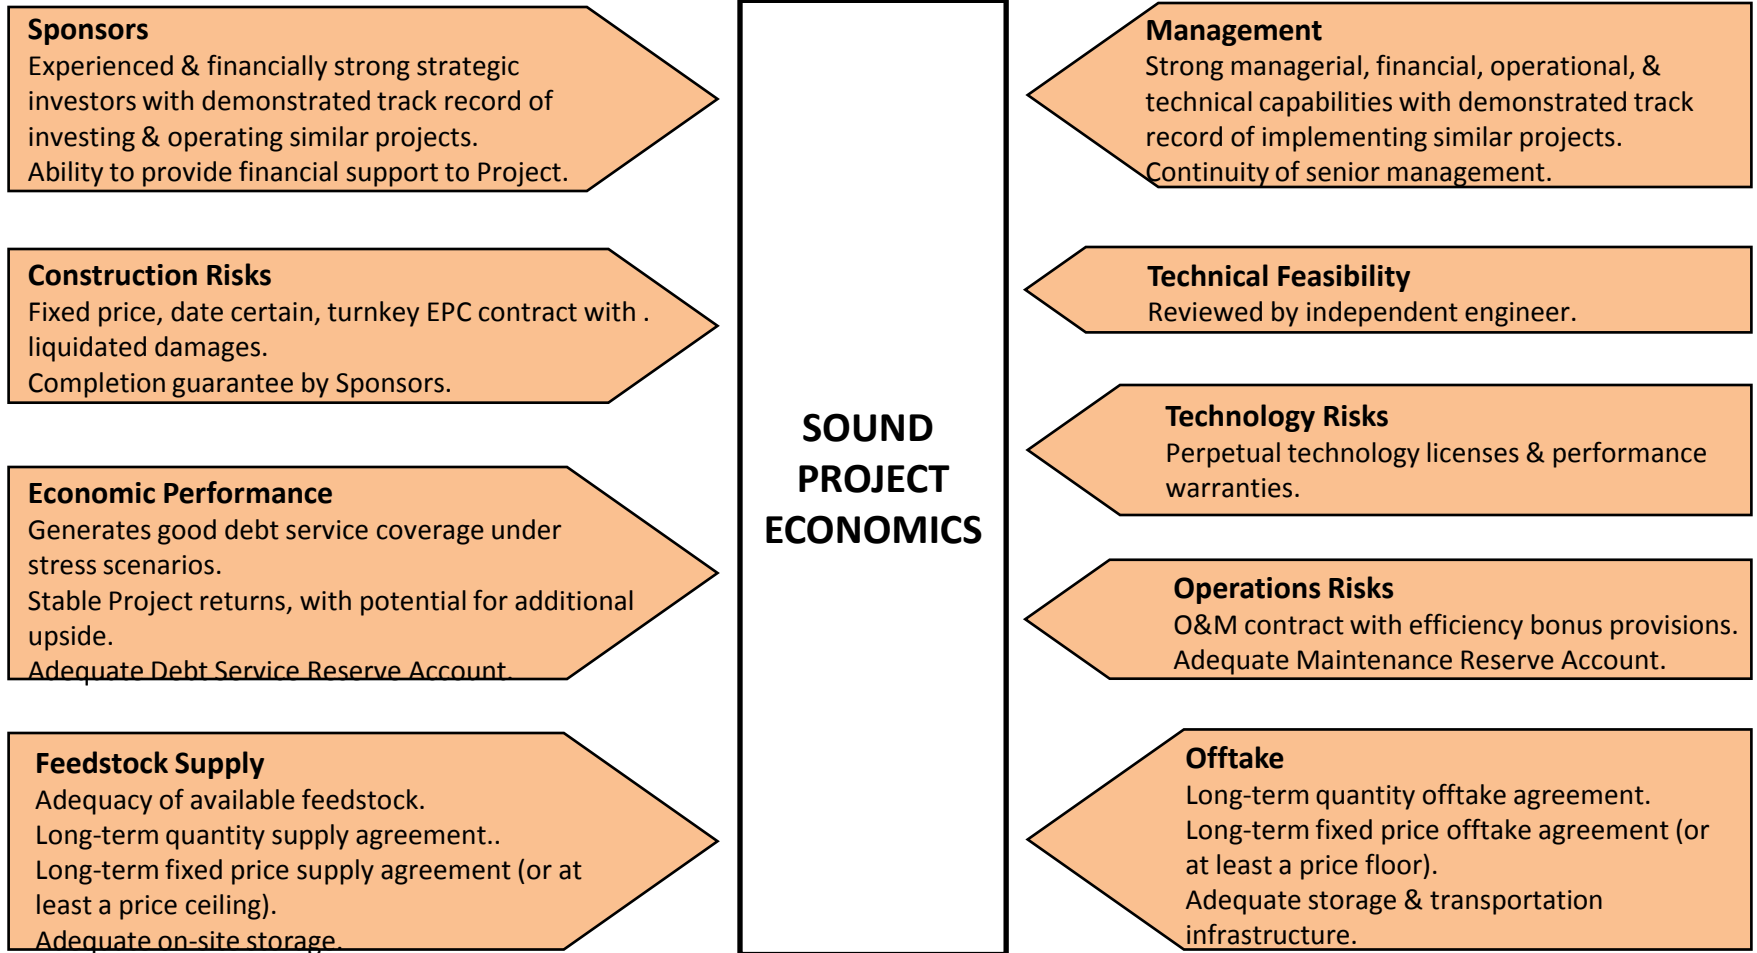 Sponsors
Experienced & financially strong strategic
investors with demonstrated track record of
investing & operating similar projects.
Ability to provide financial support to Project.
Construction Risks
Fixed price, date certain, turnkey EPC contract with .
liquidated damages.
Completion guarantee by Sponsors.
Economic Performance
Generates good debt service coverage under
stress scenarios.
Stable Project returns, with potential for additional
upside.
Adequate Debt Service Reserve Account.
Feedstock Supply
Adequacy of available feedstock.
Long-term quantity supply agreement..
Long-term fixed price supply agreement (or at
least a price ceiling).
Adequate on-site storage.
SOUND
PROJECT
ECONOMICS
Management
Strong managerial, financial, operational, &
technical capabilities with demonstrated track
record of implementing similar projects.
Continuity of senior management.
Technical Feasibility
Reviewed by independent engineer.
Technology Risks
Perpetual technology licenses & performance
warranties.
Operations Risks
O&M contract with efficiency bonus provisions.
Adequate Maintenance Reserve Account.
Offtake
Long-term quantity offtake agreement.
Long-term fixed price offtake agreement (or
at least a price floor).
Adequate storage & transportation
infrastructure.